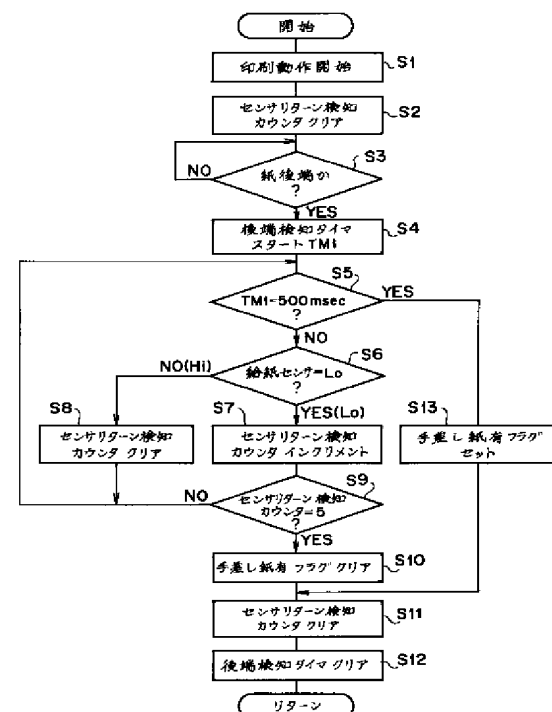 開始
印刷動作開始
S1
センサリターン検知
カウンタ クリア
S2
紙後端か
?
S3
NO
YES
後端検知タイマ
スタートTM1
S4
TM1=500msec
?
S5
YES
NO
給紙センサ=Lo
?
S6
NO(Hi)
YES(Lo)
S8
センサリターン検知
カウンタ クリア
S7
センサリターン検知
カウンタ インクリメント
S13
手差し紙有フラグ
セット
センサリターン検知
カウンタ=5
?
S9
NO
YES
手差し紙有フラグクリア
S10
センサリターン検知
カウンタ クリア
S11
後端検知タイマ クリア
S12
リターン